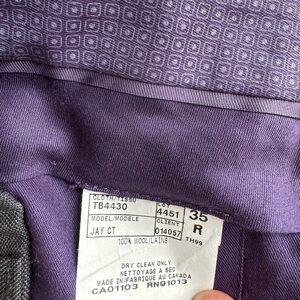 CLOTH/TISSU
TB4430 4451 35
MODEL/MODELE CLIENT R
JAY CT 014057 TH99
100% WOOL/LAINE
DRY CLEAN ONLY
NETTOYAGE A SEC
MADE IN/FABRIQUE AU CANADA
CA01103 RN91013